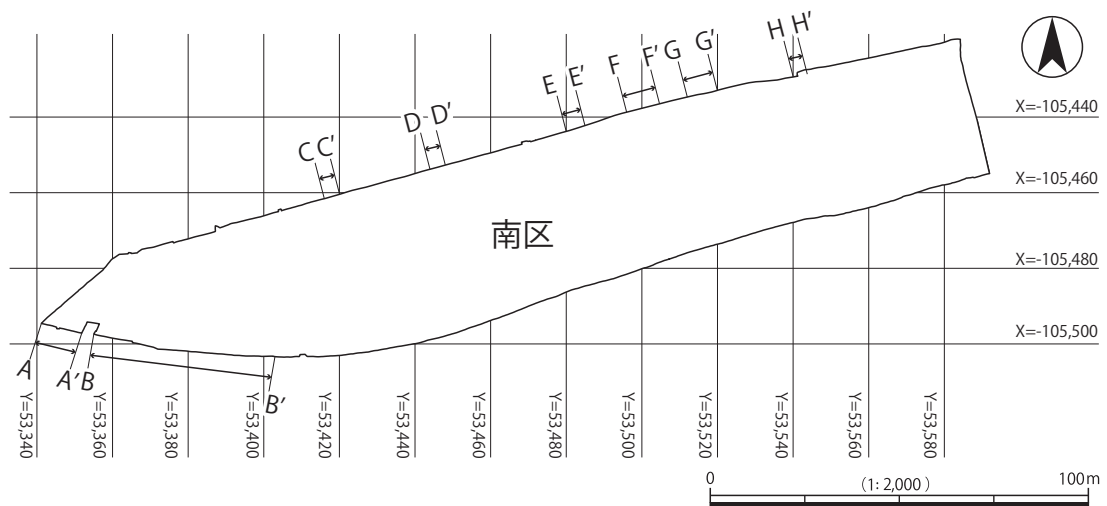 H H′
F F′ G G′
E E′
X=-105,440
D D′
C C′
X=-105,460
南区
X=-105,480
X=-105,500
A A′ B B′
Y=53,340
Y=53,360
Y=53,380
Y=53,400
Y=53,420
Y=53,440
Y=53,460
Y=53,480
Y=53,500
Y=53,520
Y=53,540
Y=53,560
Y=53,580
0 (1: 2,000 ) 100m